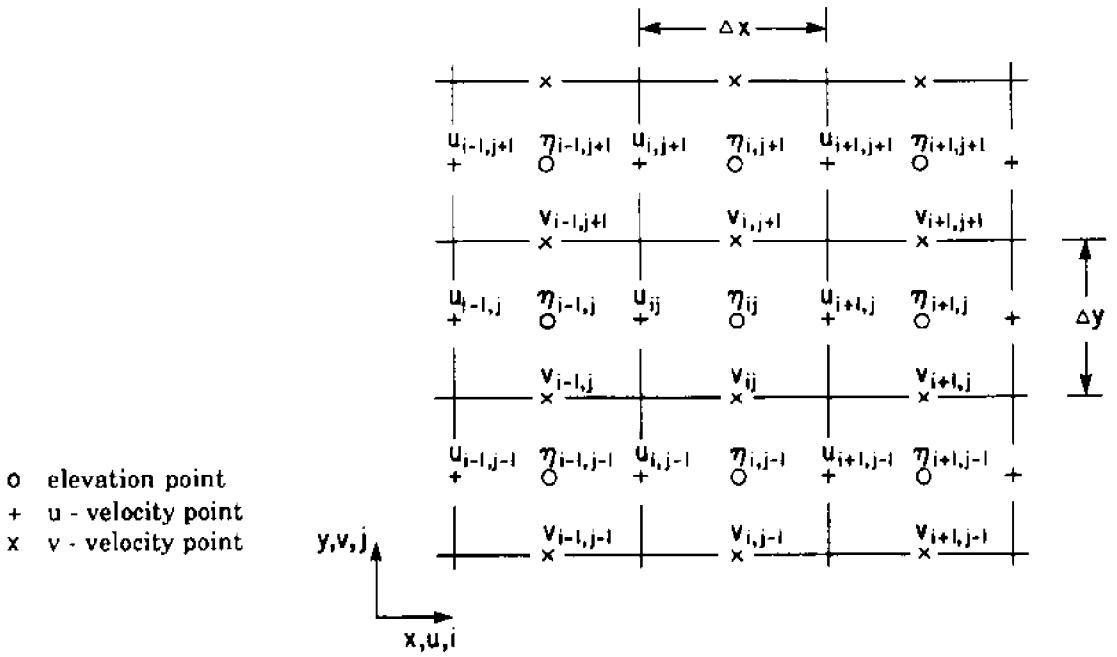 Δx
u_{i-1,j+1} η_{i-1,j+1} u_{i,j+1} η_{i,j+1} u_{i+1,j+1} η_{i+1,j+1}
v_{i-1,j+1} v_{i,j+1} v_{i+1,j+1}
u_{i-1,j} η_{i-1,j} u_{ij} η_{ij} u_{i+1,j} η_{i+1,j}
Δy
v_{i-1,j} v_{ij} v_{i+1,j}
u_{i-1,j-1} η_{i-1,j-1} u_{i,j-1} η_{i,j-1} u_{i+1,j-1} η_{i+1,j-1}
v_{i-1,j-1} v_{i,j-1} v_{i+1,j-1}
o elevation point
+ u - velocity point
x v - velocity point
y,v,j
x,u,i